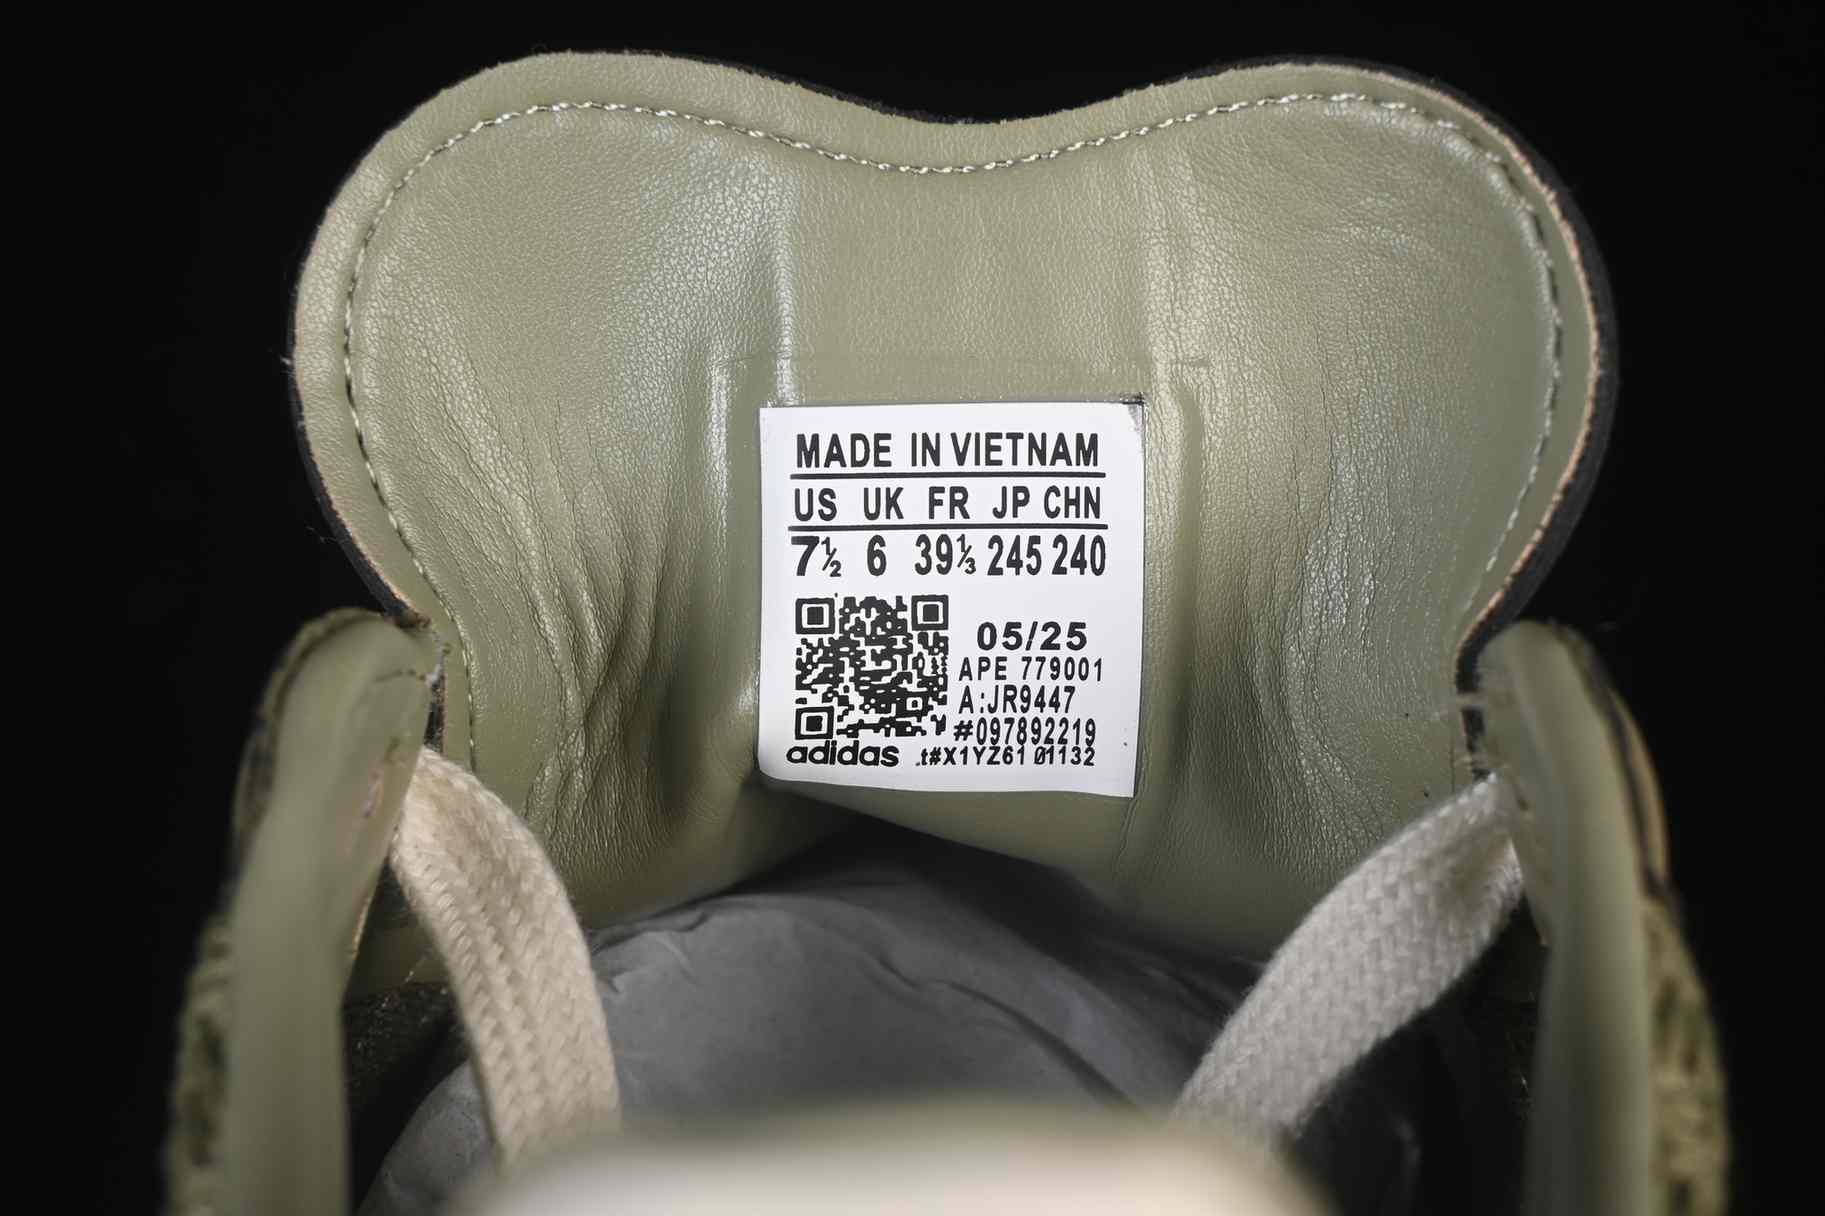 MADE IN VIETNAM
US UK FR JP CHN
7½ 6 39⅓ 245 240
05/25
APE 779001
A:JR9447
#097892219
adidas .t#X1YZ61 01132